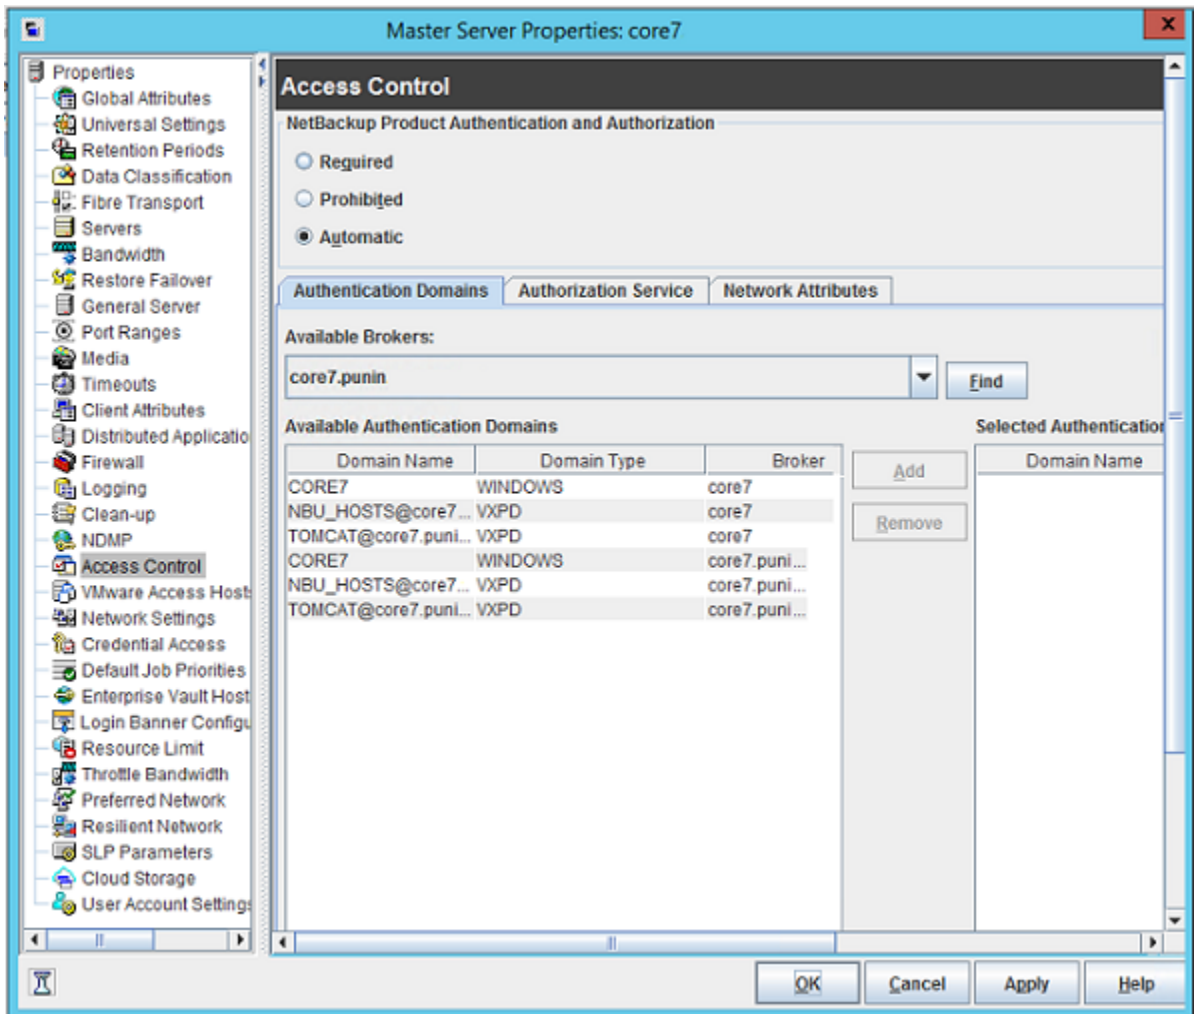 Master Server Properties: core7
x
Properties
Global Attributes
Universal Settings
Retention Periods
Data Classification
Fibre Transport
Servers
Bandwidth
Restore Failover
General Server
Port Ranges
Media
Timeouts
Client Attributes
Distributed Applicatio
Firewall
Logging
Clean-up
NDMP
Access Control
VMware Access Host
Network Settings
Credential Access
Default Job Priorities
Enterprise Vault Host
Login Banner Configu
Resource Limit
Throttle Bandwidth
Preferred Network
Resilient Network
SLP Parameters
Cloud Storage
User Account Settings
Access Control
NetBackup Product Authentication and Authorization
Required
Prohibited
Automatic
Authentication Domains Authorization Service Network Attributes
Available Brokers:
core7.punin Find
Available Authentication Domains Selected Authentication
Domain Name Domain Type Broker Add Domain Name
CORE7 WINDOWS core7
NBU_HOSTS@core7... VXPD core7 Remove
TOMCAT@core7.puni... VXPD core7
CORE7 WINDOWS core7.puni...
NBU_HOSTS@core7... VXPD core7.puni...
TOMCAT@core7.puni... VXPD core7.puni...
OK Cancel Apply Help